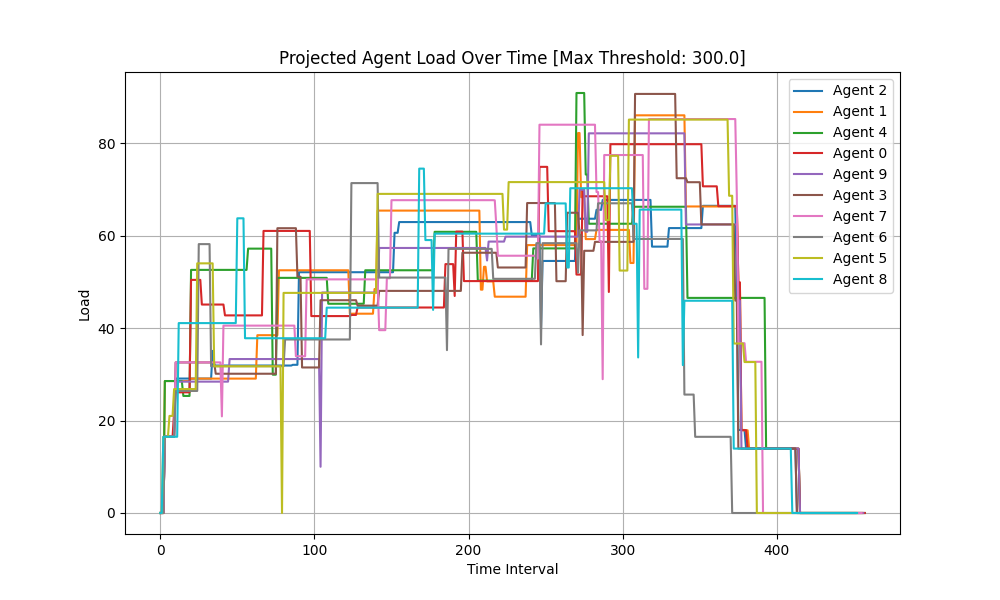 Projected Agent Load Over Time [Max Threshold: 300.0]
Load
80
60
40
20
0
0 100 200 300 400
Time Interval
Agent 2
Agent 1
Agent 4
Agent 0
Agent 9
Agent 3
Agent 7
Agent 6
Agent 5
Agent 8